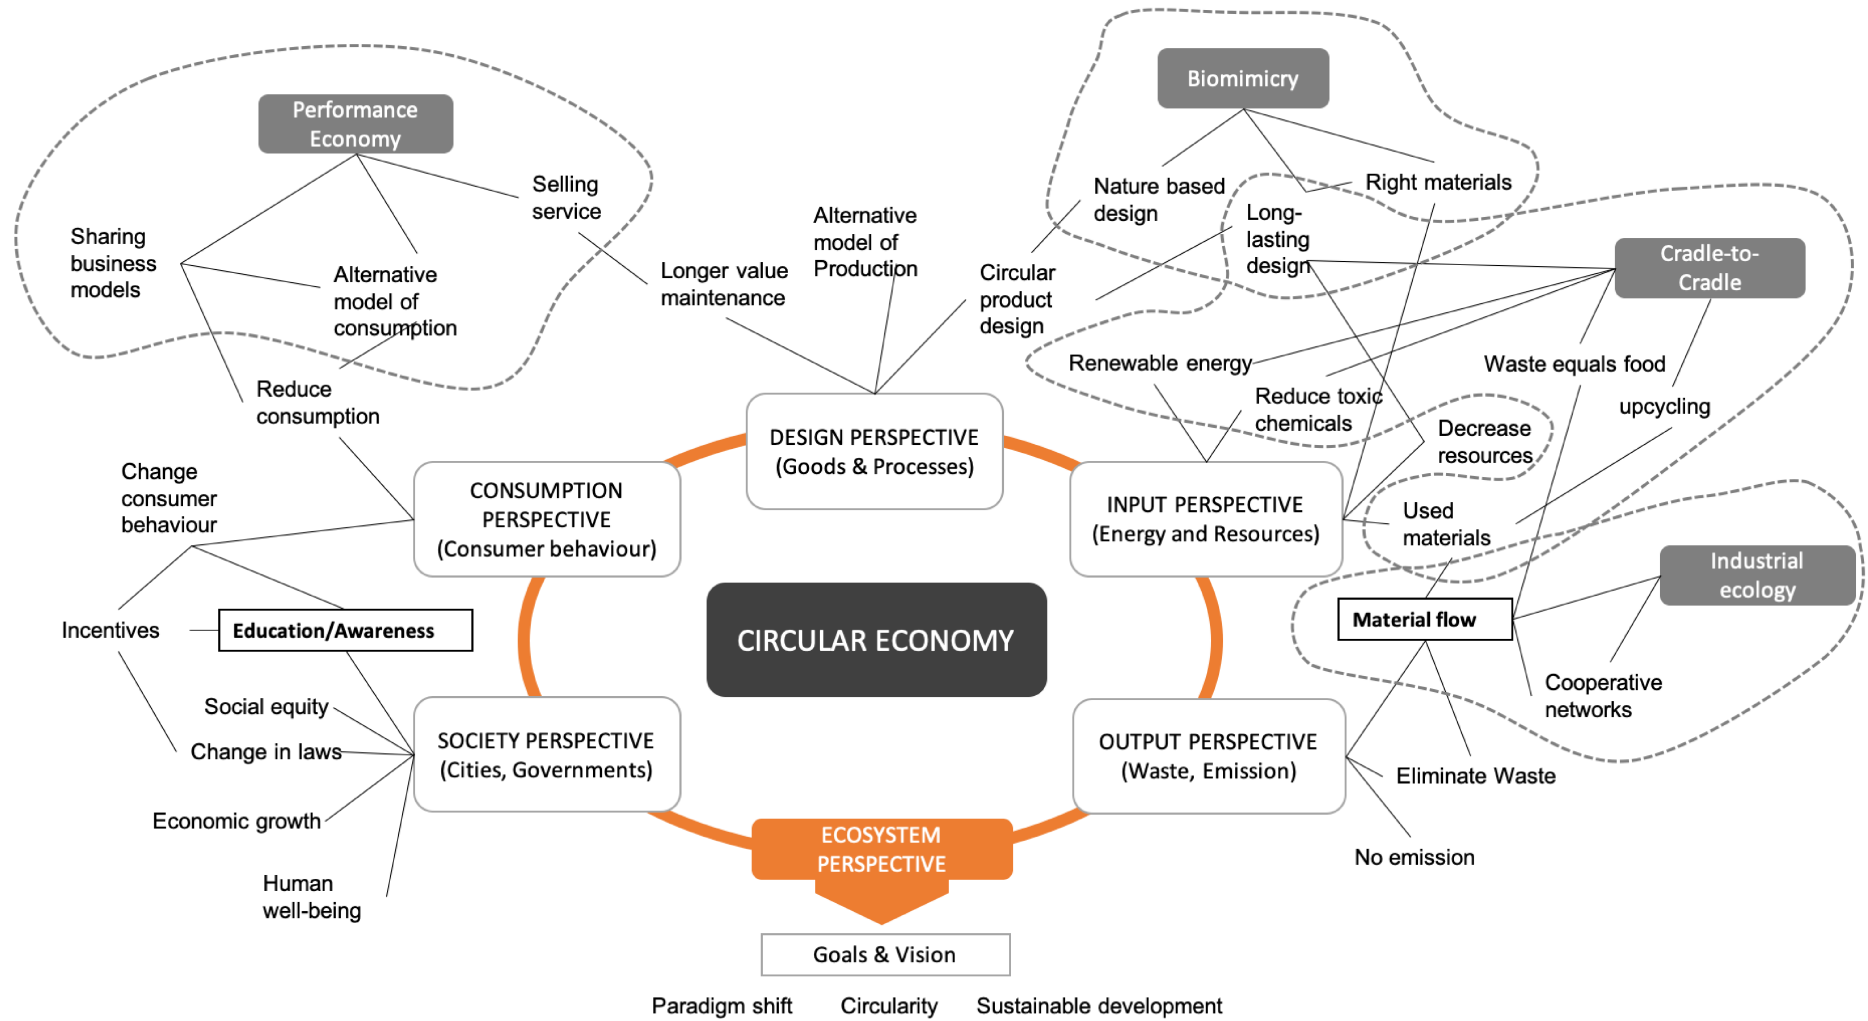 Biomimicry
Performance
Economy
Selling
service
Nature based
design
Right materials
Alternative
model of
Production
Long-
lasting
design
Sharing
business
models
Cradle-to-
Cradle
Alternative
model of
consumption
Longer value
maintenance
Circular
product
design
Renewable energy
Waste equals food
Reduce
consumption
Reduce toxic
chemicals
upcycling
DESIGN PERSPECTIVE
(Goods & Processes)
Decrease
resources
Change
consumer
behaviour
CONSUMPTION
PERSPECTIVE
(Consumer behaviour)
INPUT PERSPECTIVE
(Energy and Resources)
Used
materials
Industrial
ecology
Incentives
Education/Awareness
CIRCULAR ECONOMY
Material flow
Cooperative
networks
Social equity
Change in laws
SOCIETY PERSPECTIVE
(Cities, Governments)
OUTPUT PERSPECTIVE
(Waste, Emission)
Eliminate Waste
Economic growth
ECOSYSTEM
PERSPECTIVE
No emission
Human
well-being
Goals & Vision
Paradigm shift
Circularity
Sustainable development